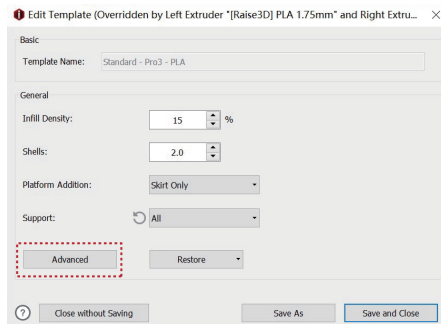 Edit Template (Overridden by Left Extruder "[Raise3D] PLA 1.75mm" and Right Extru...
Basic
Template Name: Standard - Pro3 - PLA
General
Infill Density: 15 %
Shells: 2.0
Platform Addition: Skirt Only
Support: All
Advanced Restore
? Close without Saving Save As Save and Close